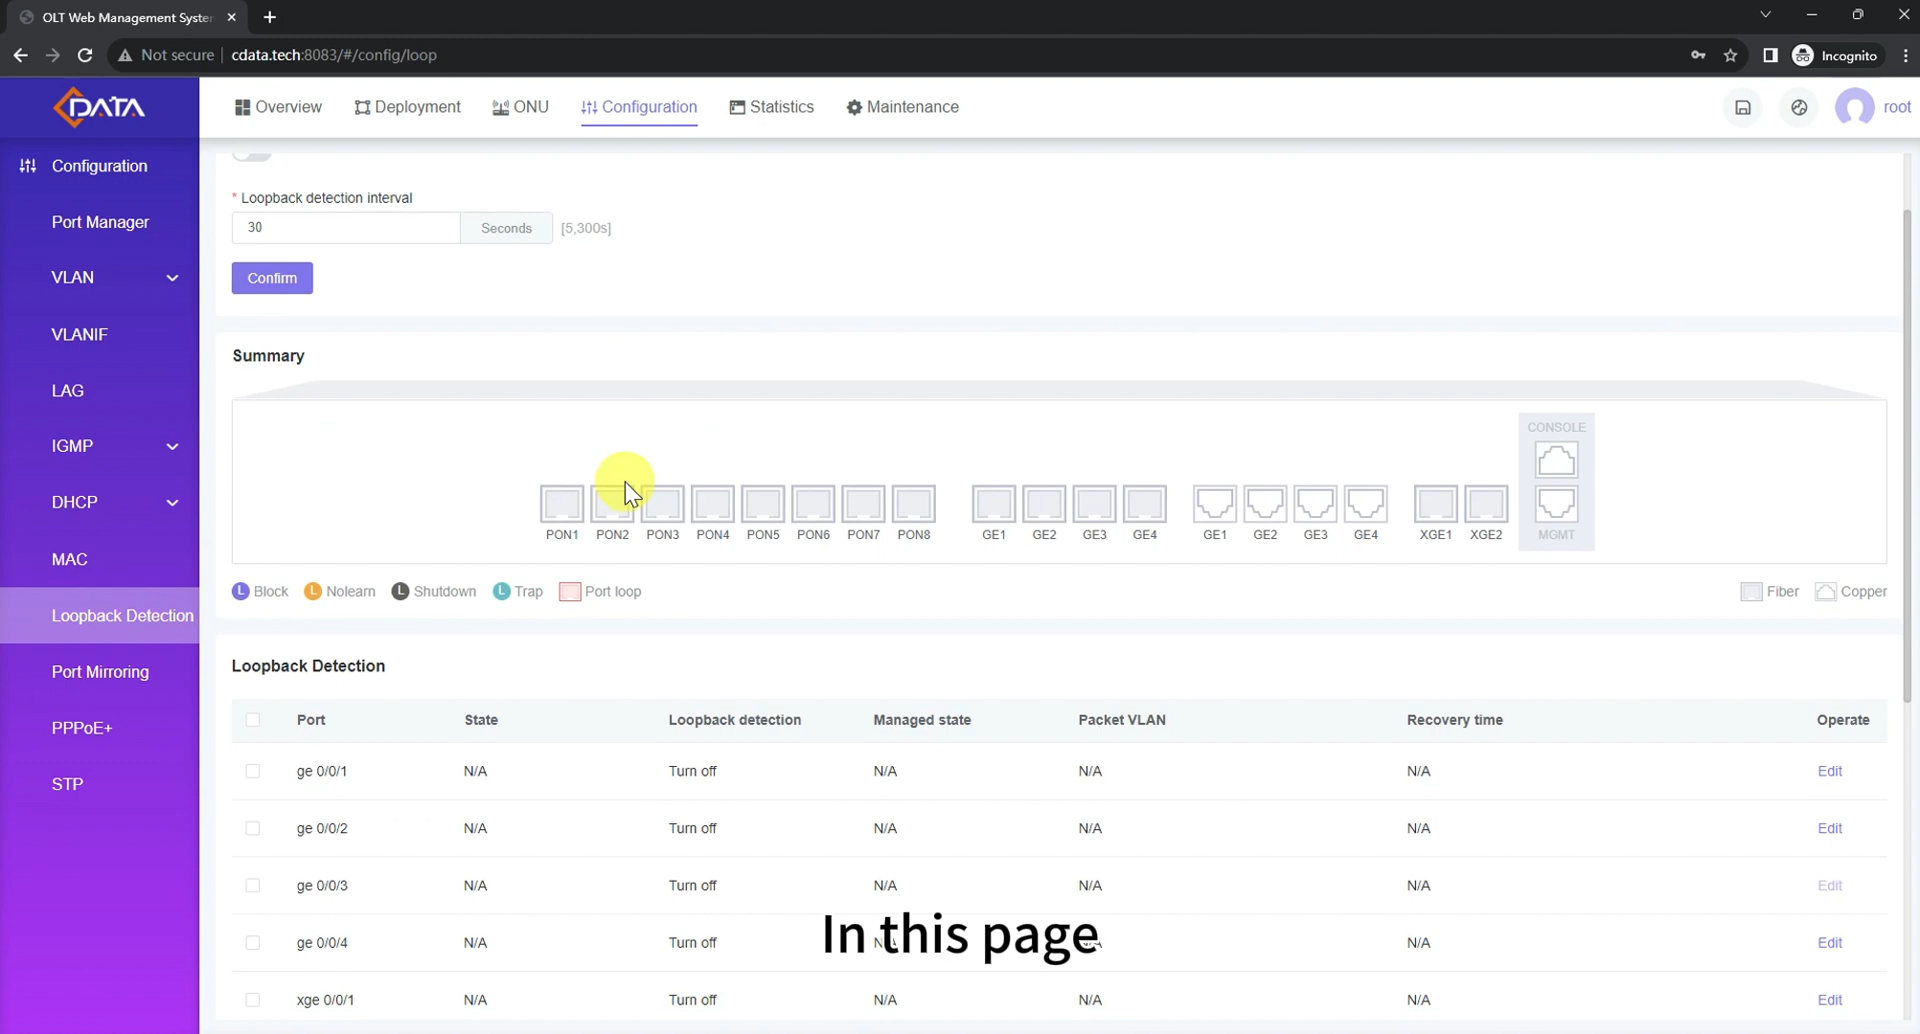 OLT Web Management System
Not secure cdata.tech:8083/#/config/loop
Incognito
DATA
Overview Deployment ONU Configuration Statistics Maintenance
root
Configuration
Port Manager
VLAN
VLANIF
LAG
IGMP
DHCP
MAC
Loopback Detection
Port Mirroring
PPPoE+
STP
* Loopback detection interval
30 Seconds [5,300s]
Confirm
Summary
CONSOLE
PON1 PON2 PON3 PON4 PON5 PON6 PON7 PON8 GE1 GE2 GE3 GE4 GE1 GE2 GE3 GE4 XGE1 XGE2 MGMT
L Block L Nolearn L Shutdown L Trap Port loop Fiber Copper
Loopback Detection
Port State Loopback detection Managed state Packet VLAN Recovery time Operate
ge 0/0/1 N/A Turn off N/A N/A N/A Edit
ge 0/0/2 N/A Turn off N/A N/A N/A Edit
ge 0/0/3 N/A Turn off N/A N/A N/A Edit
ge 0/0/4 N/A Turn off N/A N/A N/A Edit
xge 0/0/1 N/A Turn off N/A N/A N/A Edit
In this page